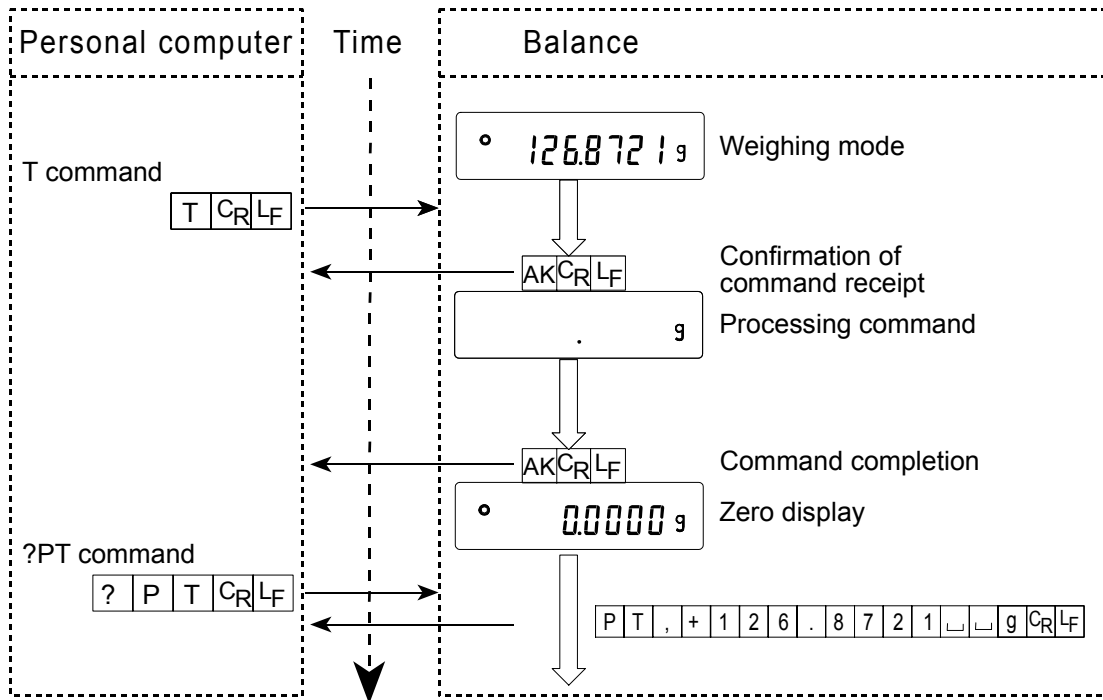 Personal computer Time Balance
126.8721 g Weighing mode
T command
T CR LF
AK CR LF Confirmation of
command receipt
. g Processing command
AK CR LF Command completion
0.0000 g Zero display
?PT command
? P T CR LF
P T , + 1 2 6 . 8 7 2 1 ␣ ␣ g CR LF